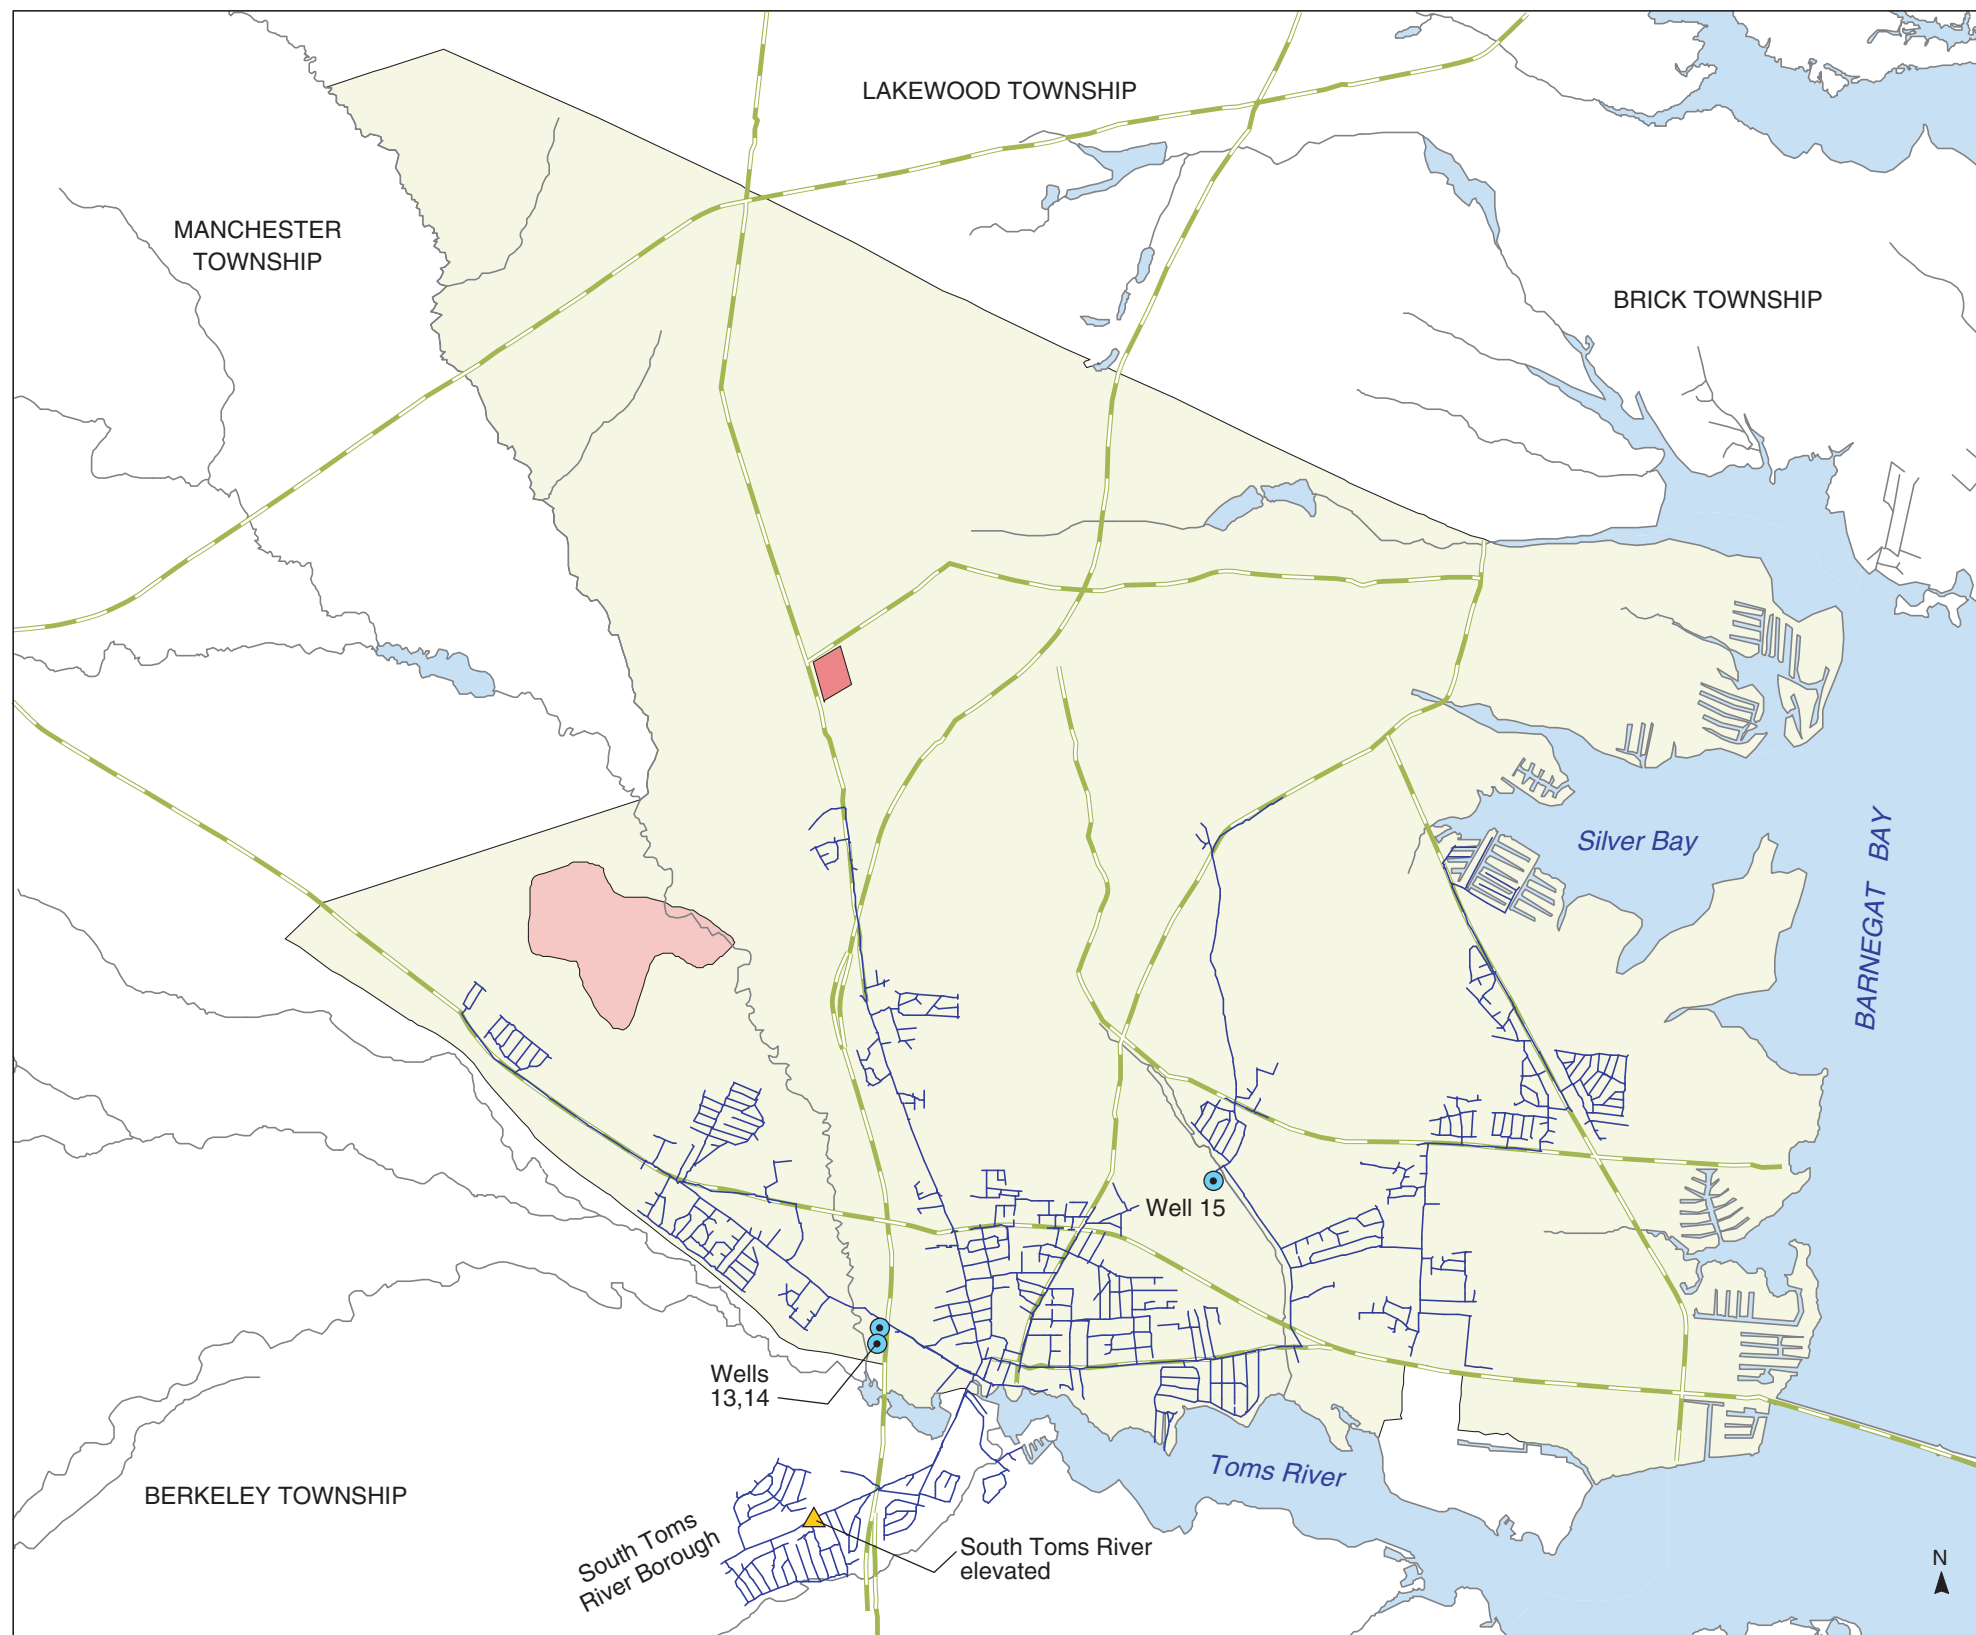 LAKEWOOD TOWNSHIP
MANCHESTER
TOWNSHIP
BRICK TOWNSHIP
Silver Bay
BARNEGAT BAY
Well 15
Wells
13,14
Toms River
BERKELEY TOWNSHIP
South Toms
River Borough
South Toms River
elevated
N